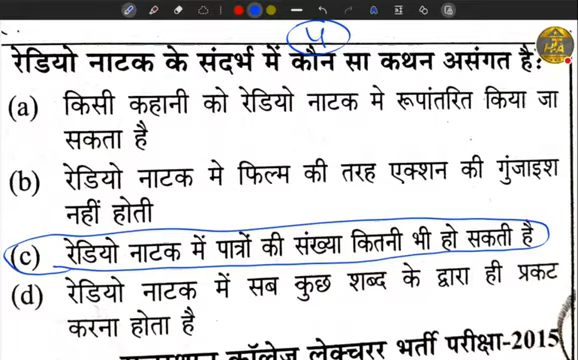 4
रेडियो नाटक के संदर्भ में कौन सा कथन असंगत है:
(a) किसी कहानी को रेडियो नाटक मे रूपांतरित किया जा
सकता है
(b) रेडियो नाटक मे फिल्म की तरह एक्शन की गुंजाइश
नहीं होती
(c) रेडियो नाटक में पात्रों की संख्या कितनी भी हो सकती है
(d) रेडियो नाटक में सब कुछ शब्द के द्वारा ही प्रकट
करना होता है
कॉलेज लेक्चरर भर्ती परीक्षा-2015